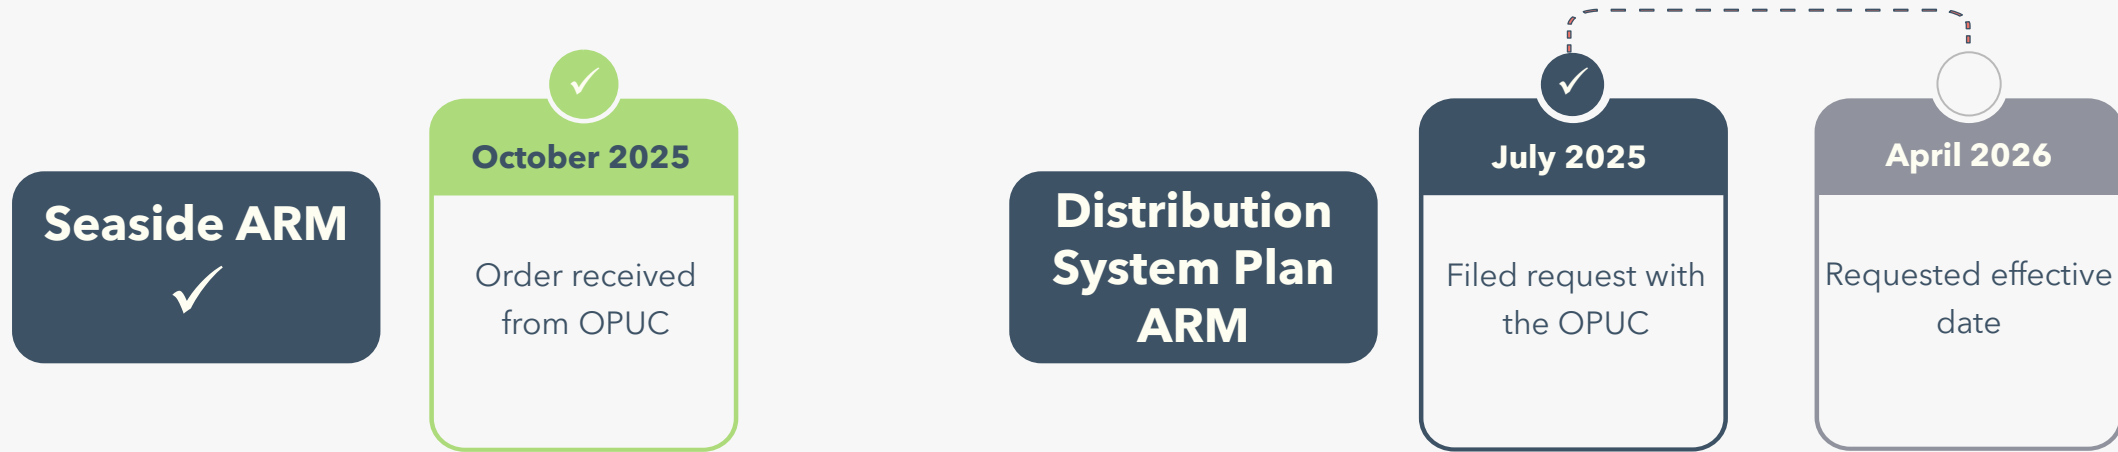 Seaside ARM
✓
✓
October 2025
Order received
from OPUC
Distribution
System Plan
ARM
✓
July 2025
Filed request with
the OPUC
April 2026
Requested effective
date